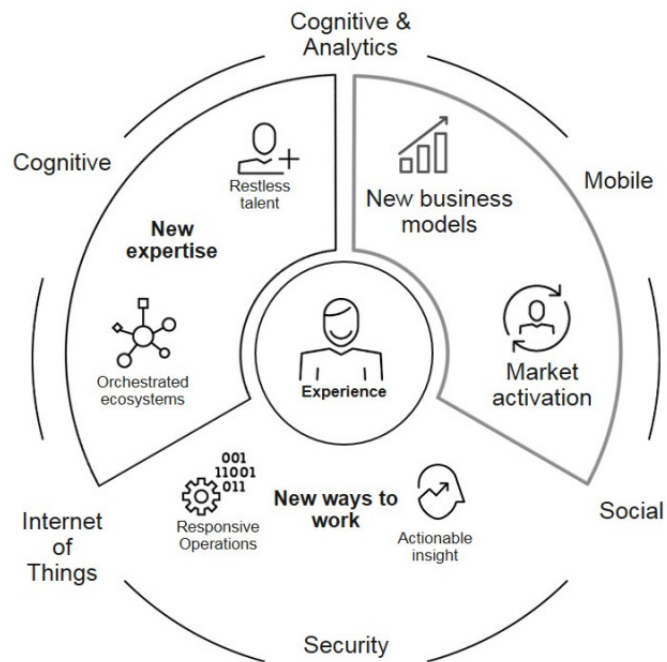 Cognitive &
Analytics
Cognitive
Mobile
Restless
talent
New
expertise
Orchestrated
ecosystems
New business
models
Market
activation
Experience
001
11001
011
Responsive
Operations
New ways to
work
Actionable
insight
Internet
of
Things
Social
Security